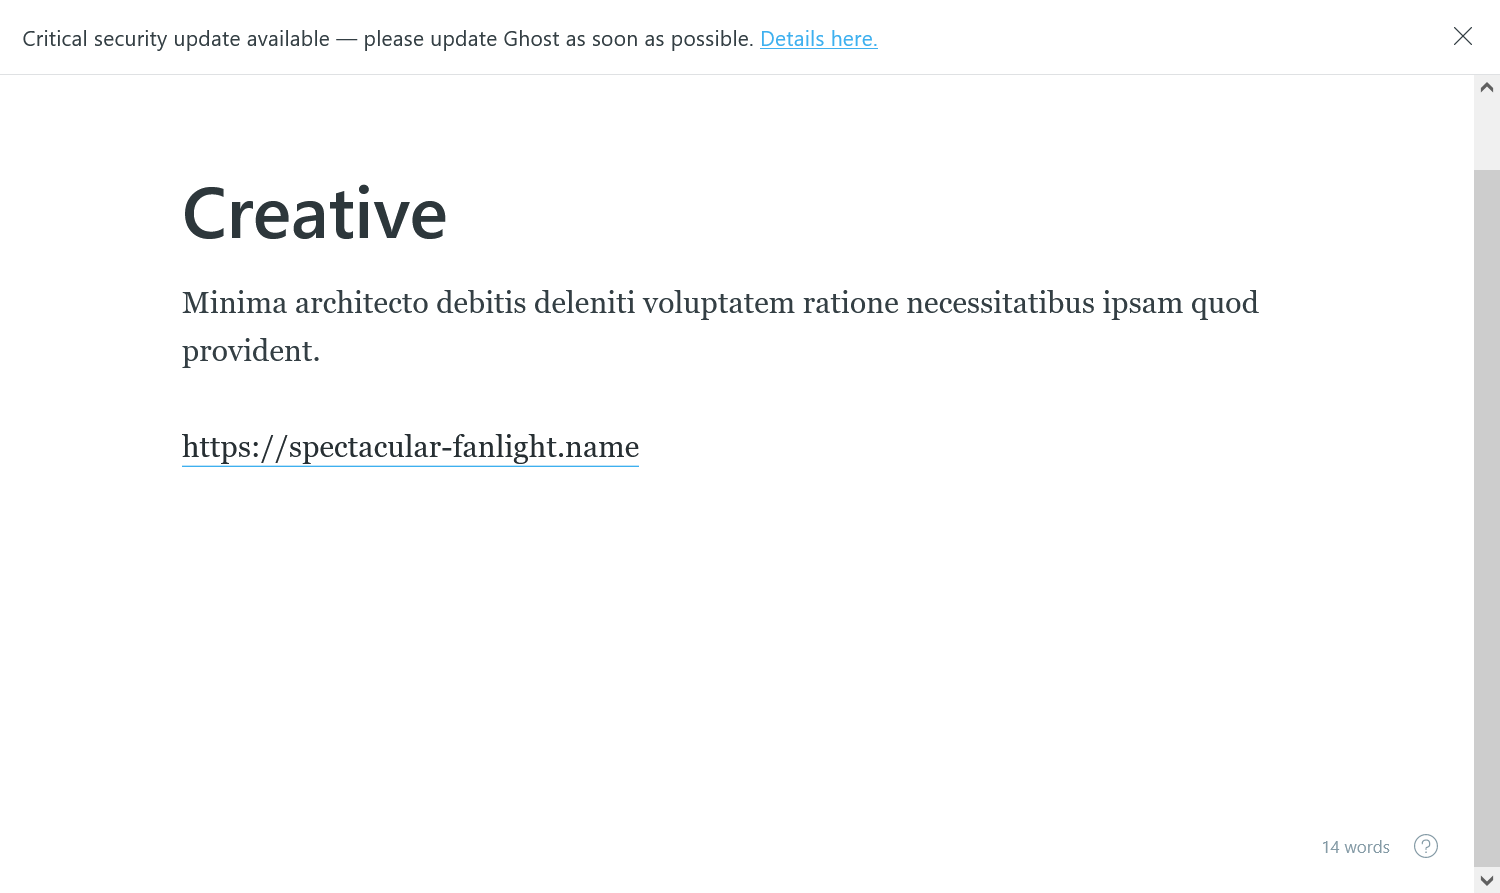 Critical security update available — please update Ghost as soon as possible. Details here.
Creative
Minima architecto debitis deleniti voluptatem ratione necessitatibus ipsam quod
provident.
https://spectacular-fanlight.name
14 words
?